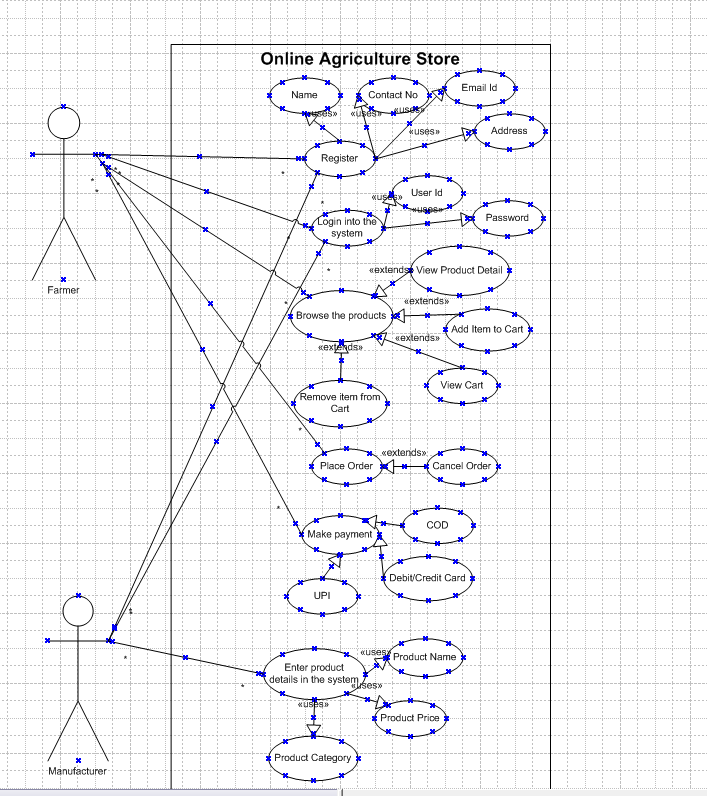 Online Agriculture Store
Name
Contact No
Email Id
Address
«uses»
«uses»
«uses»
«uses»
Register
User Id
«uses»
«uses»
Password
Login into the
system
View Product Detail
«extends»
«extends»
Browse the products
Add Item to Cart
«extends»
«extends»
View Cart
Remove item from
Cart
Farmer
«extends»
Place Order
Cancel Order
COD
Make payment
Debit/Credit Card
UPI
Enter product
details in the system
«uses»
Product Name
«uses»
«uses»
Product Price
Product Category
Manufacturer